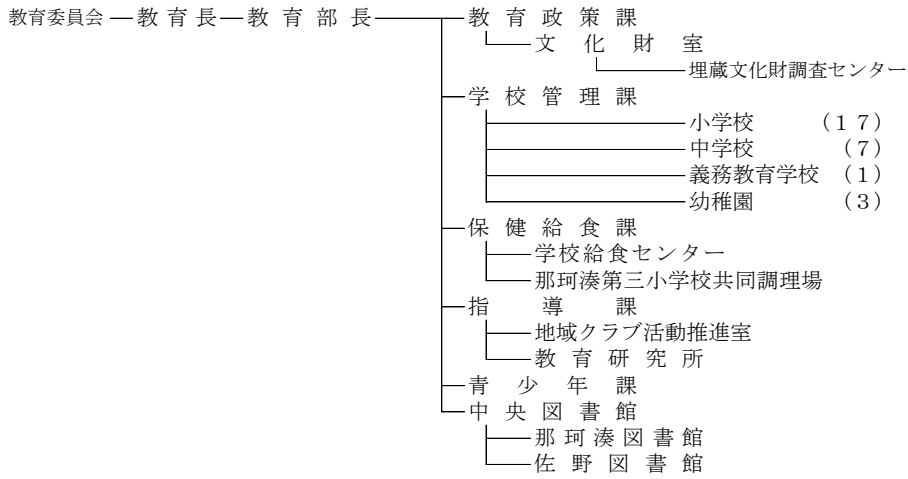 教育委員会 教育長 教育部長 教育政策課
文化財室
埋蔵文化財調査センター
学校管理課
小学校 （１７）
中学校 （７）
義務教育学校 （１）
幼稚園 （３）
保健給食課
学校給食センター
那珂湊第三小学校共同調理場
指導課
地域クラブ活動推進室
教育研究所
青少年課
中央図書館
那珂湊図書館
佐野図書館